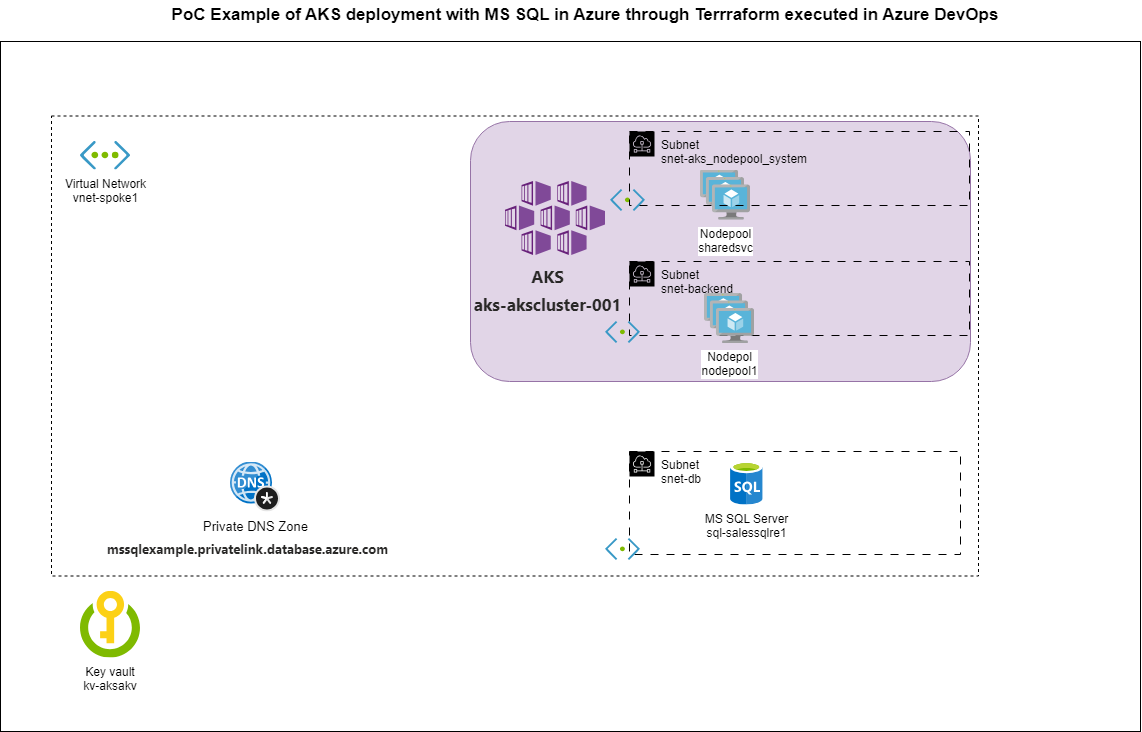 PoC Example of AKS deployment with MS SQL in Azure through Terrraform executed in Azure DevOps
Virtual Network
vnet-spoke1
AKS
aks-akscluster-001
Subnet
snet-aks_nodepool_system
Nodepool
sharedsvc
Subnet
snet-backend
Nodepol
nodepool1
DNS
Private DNS Zone
mssqlexample.privatelink.database.azure.com
Subnet
snet-db
SQL
MS SQL Server
sql-salessqlre1
Key vault
kv-aksakv